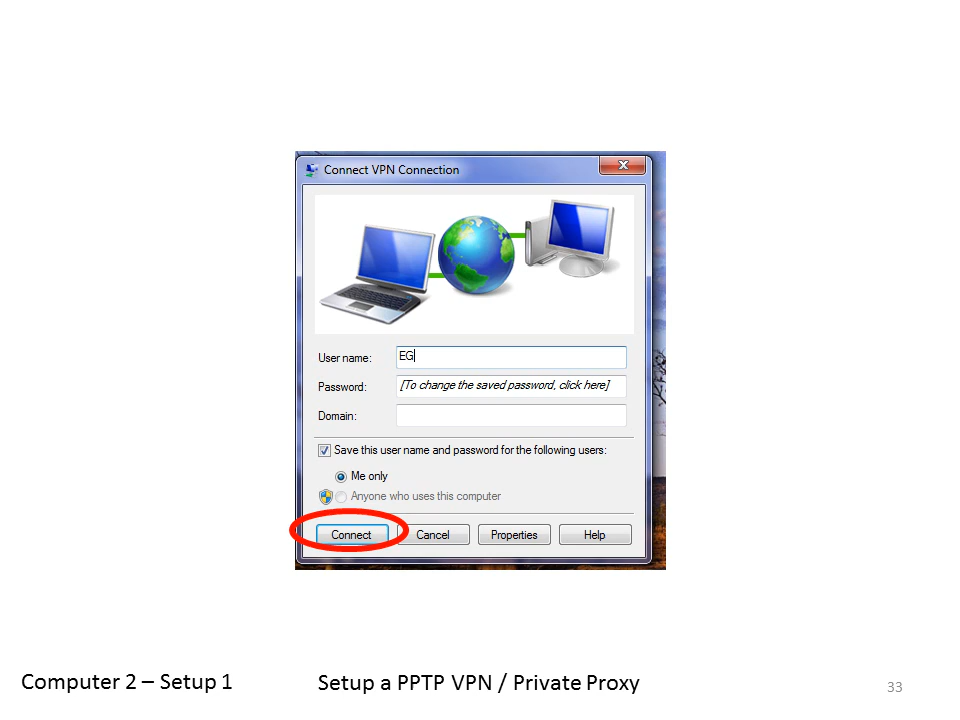 Connect VPN Connection
User name: EG
Password: [To change the saved password, click here]
Domain:
Save this user name and password for the following users:
Me only
Anyone who uses this computer
Connect Cancel Properties Help
Computer 2 – Setup 1 Setup a PPTP VPN / Private Proxy 33